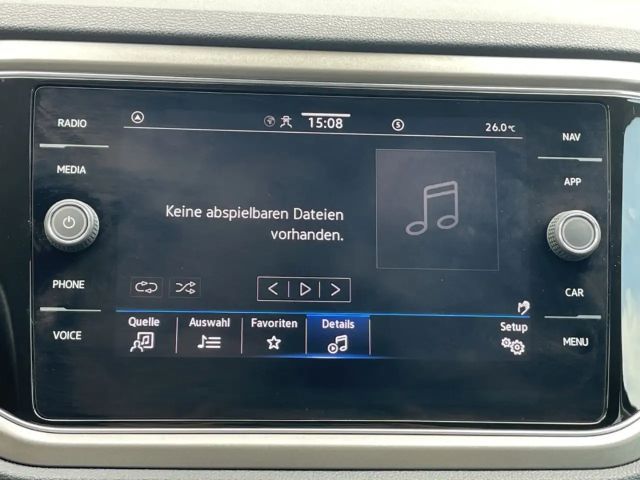 RADIO
MEDIA
PHONE
VOICE
15:08
S
26.0°C
Keine abspielbaren Dateien
vorhanden.
Quelle
Auswahl
Favoriten
Details
Setup
NAV
APP
CAR
MENU